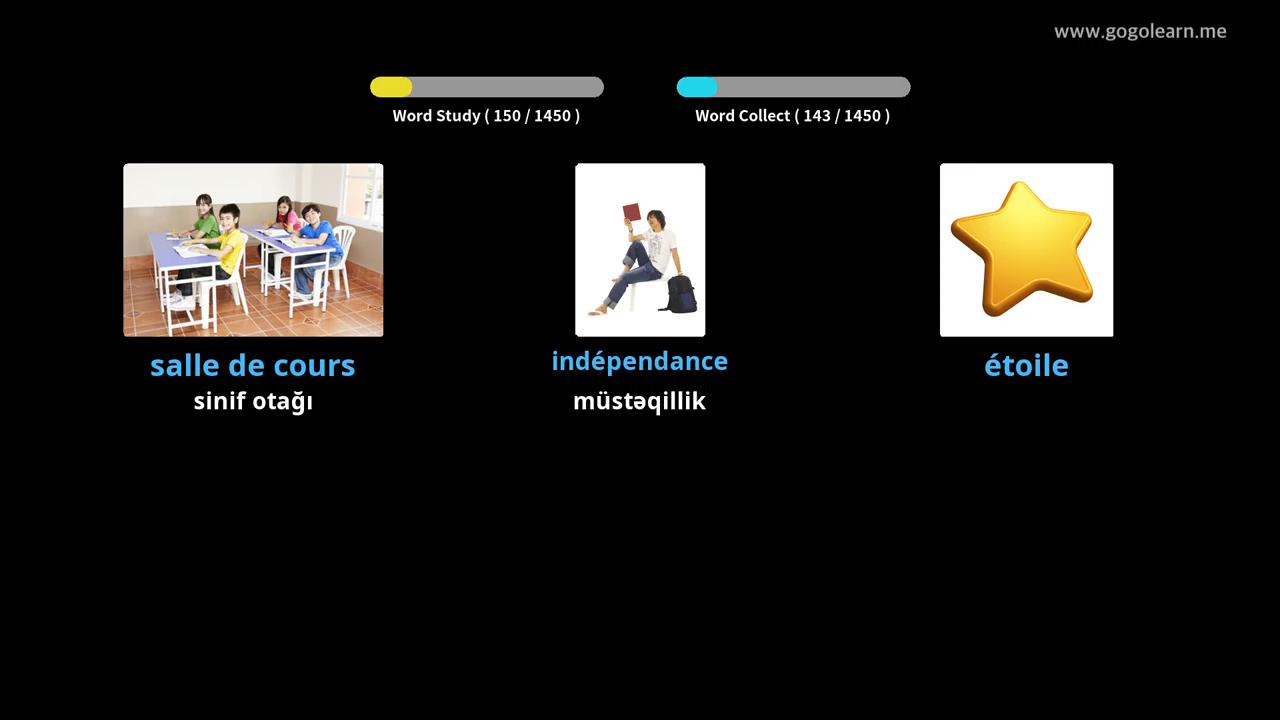 www.gogolearn.me
Word Study ( 150 / 1450 )
Word Collect ( 143 / 1450 )
salle de cours
sinif otağı
indépendance
müstəqillik
étoile